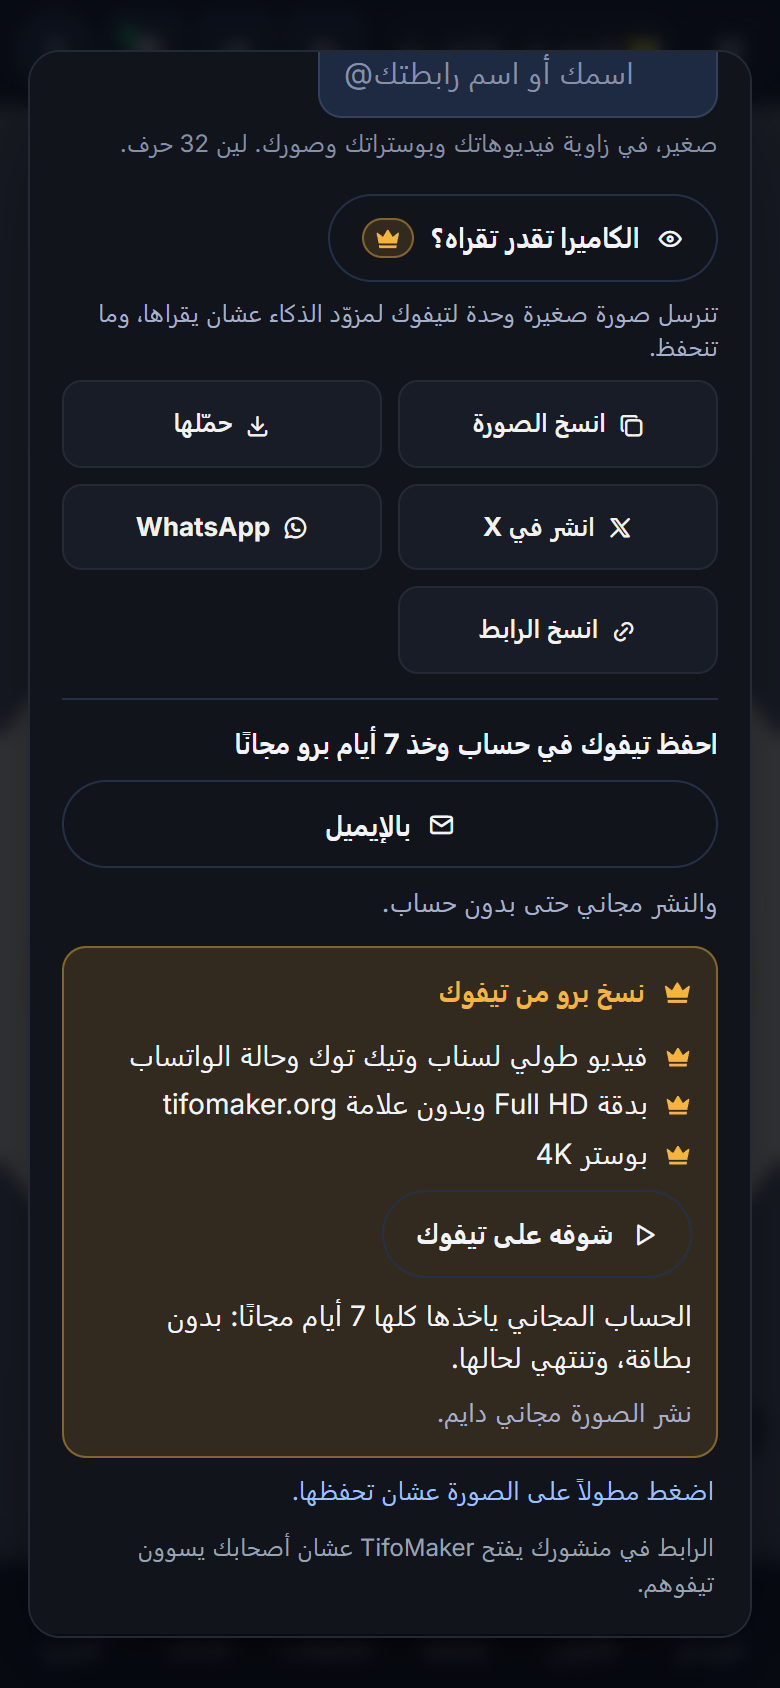 اسمك أو اسم رابطتك@
صغير، في زاوية فيديوهاتك وبوستراتك وصورك. لين 32 حرف.
الكاميرا تقدر تقراه؟
تنرسل صورة صغيرة وحدة لتيفوك لمزوّد الذكاء عشان يقراها، وما
تنحفظ.
انسخ الصورة
حمّلها
انشر في X
WhatsApp
انسخ الرابط
احفظ تيفوك في حساب وخذ 7 أيام برو مجانًا
بالإيميل
والنشر مجاني حتى بدون حساب.
نسخ برو من تيفوك
فيديو طولي لسناب وتيك توك وحالة الواتساب
بدقة Full HD وبدون علامة tifomaker.org
بوستر 4K
شوفه على تيفوك
الحساب المجاني ياخذها كلها 7 أيام مجانًا: بدون
بطاقة، وتنتهي لحالها.
نشر الصورة مجاني دايم.
اضغط مطولاً على الصورة عشان تحفظها.
الرابط في منشورك يفتح TifoMaker عشان أصحابك يسوون
تيفوهم.